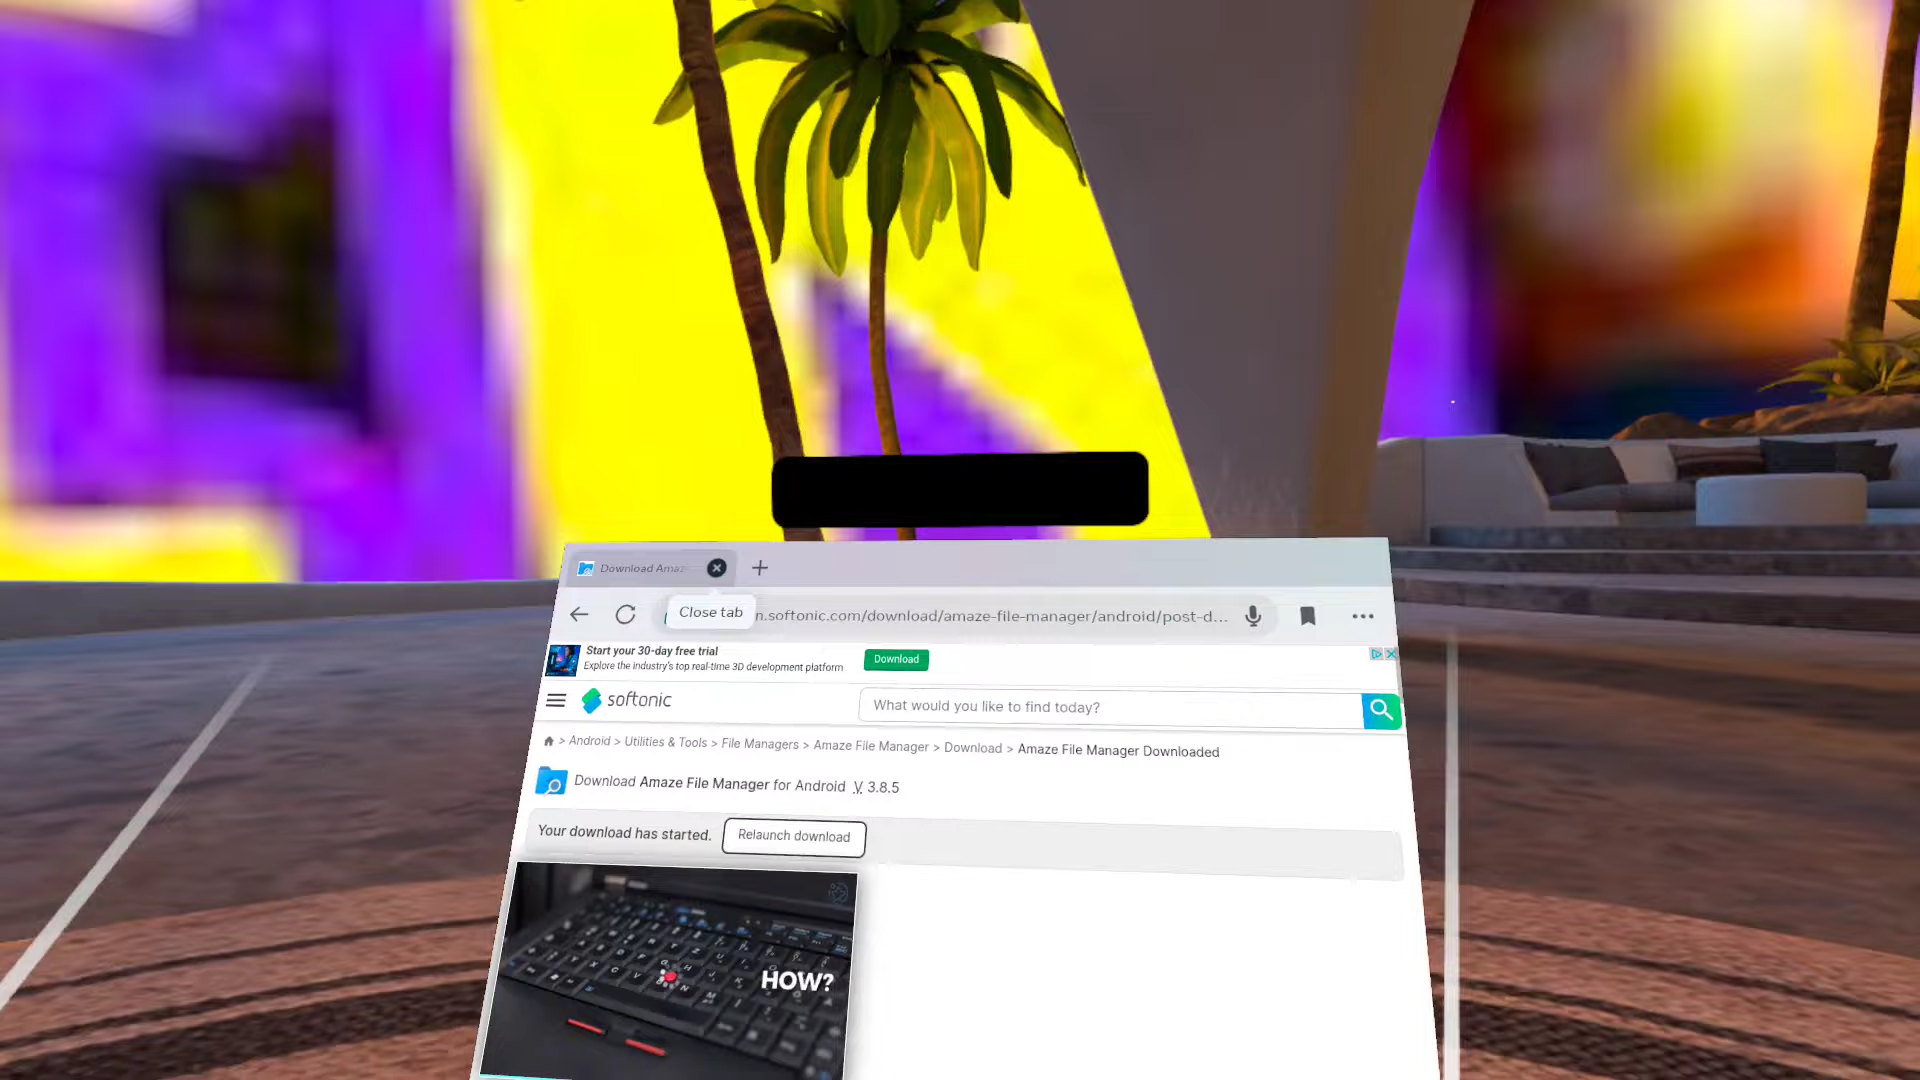 Download Amaz
Close tab
n.softonic.com/download/amaze-file-manager/android/post-d...
Start your 30-day free trial
Explore the industry's top real-time 3D development platform
Download
softonic
What would you like to find today?
> Android > Utilities & Tools > File Managers > Amaze File Manager > Download > Amaze File Manager Downloaded
Download Amaze File Manager for Android V 3.8.5
Your download has started.
Relaunch download
HOW?